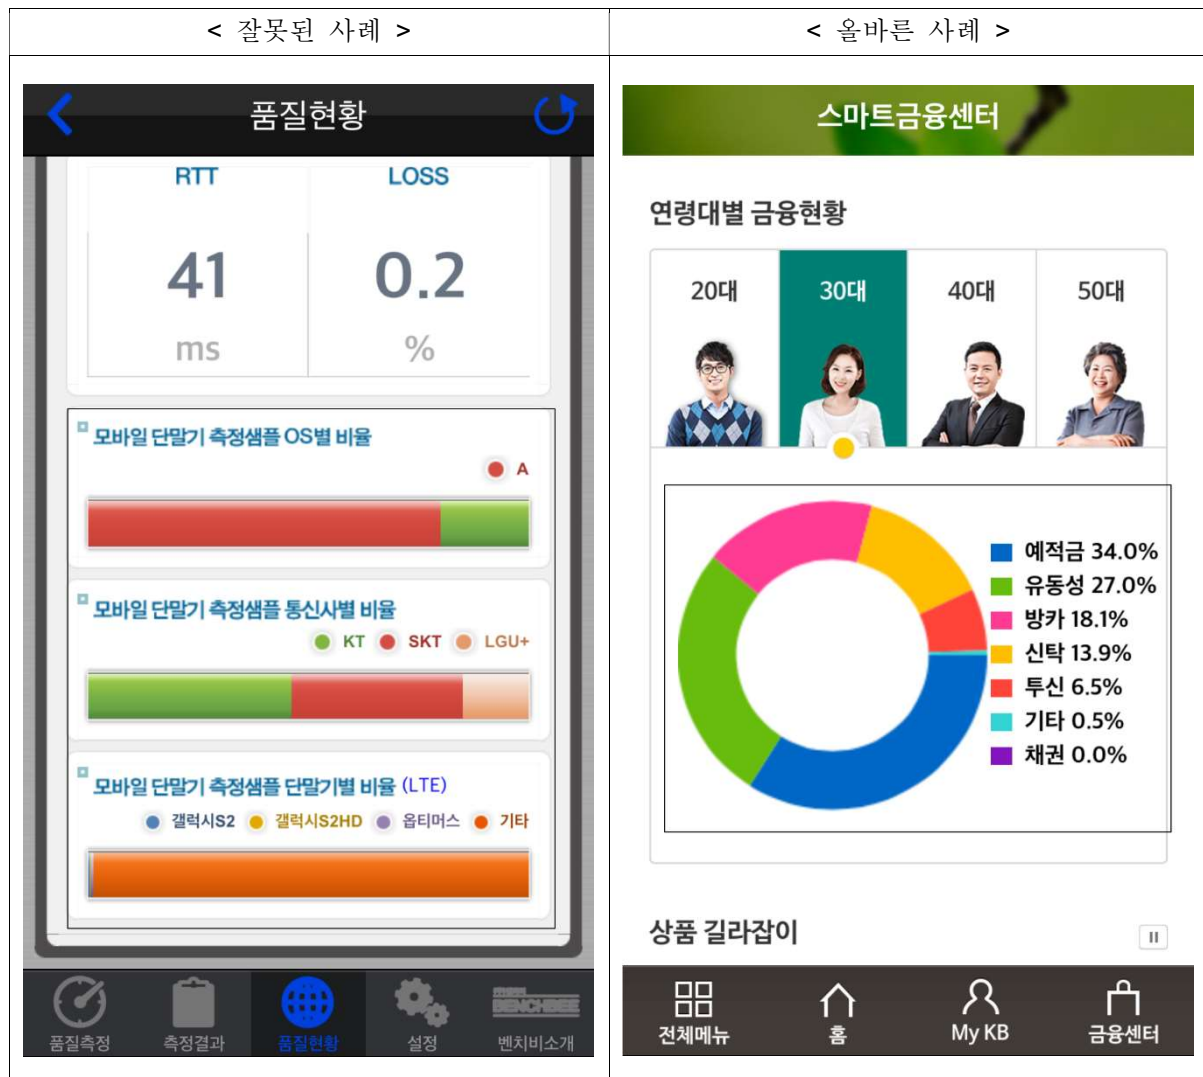 < 잘못된 사례 >
< 올바른 사례 >
품질현황
RTT
LOSS
41
0.2
ms
%
모바일 단말기 측정샘플 OS별 비율
A
모바일 단말기 측정샘플 통신사별 비율
KT SKT LGU+
모바일 단말기 측정샘플 단말기별 비율 (LTE)
갤럭시S2 갤럭시S2HD 옵티머스 기타
BENCHBEE
품질측정 측정결과 품질현황 설정 벤치비소개
스마트금융센터
연령대별 금융현황
20대 30대 40대 50대
예적금 34.0%
유동성 27.0%
방카 18.1%
신탁 13.9%
투신 6.5%
기타 0.5%
채권 0.0%
상품 길라잡이
전체메뉴 홈 My KB 금융센터